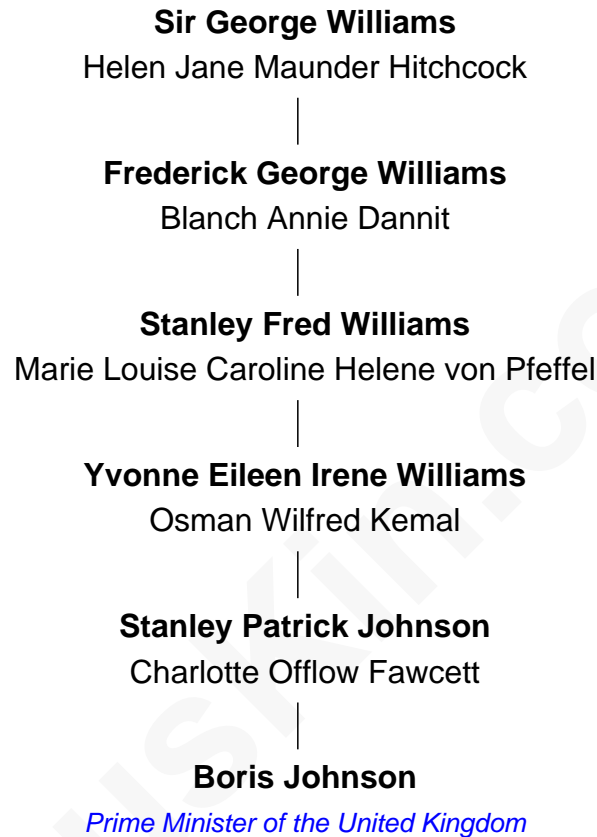 Sir George Williams
Helen Jane Maunder Hitchcock
Frederick George Williams
Blanch Annie Dannit
Stanley Fred Williams
Marie Louise Caroline Helene von Pfeffel
Yvonne Eileen Irene Williams
Osman Wilfred Kemal
Stanley Patrick Johnson
Charlotte Offlow Fawcett
Boris Johnson
Prime Minister of the United Kingdom